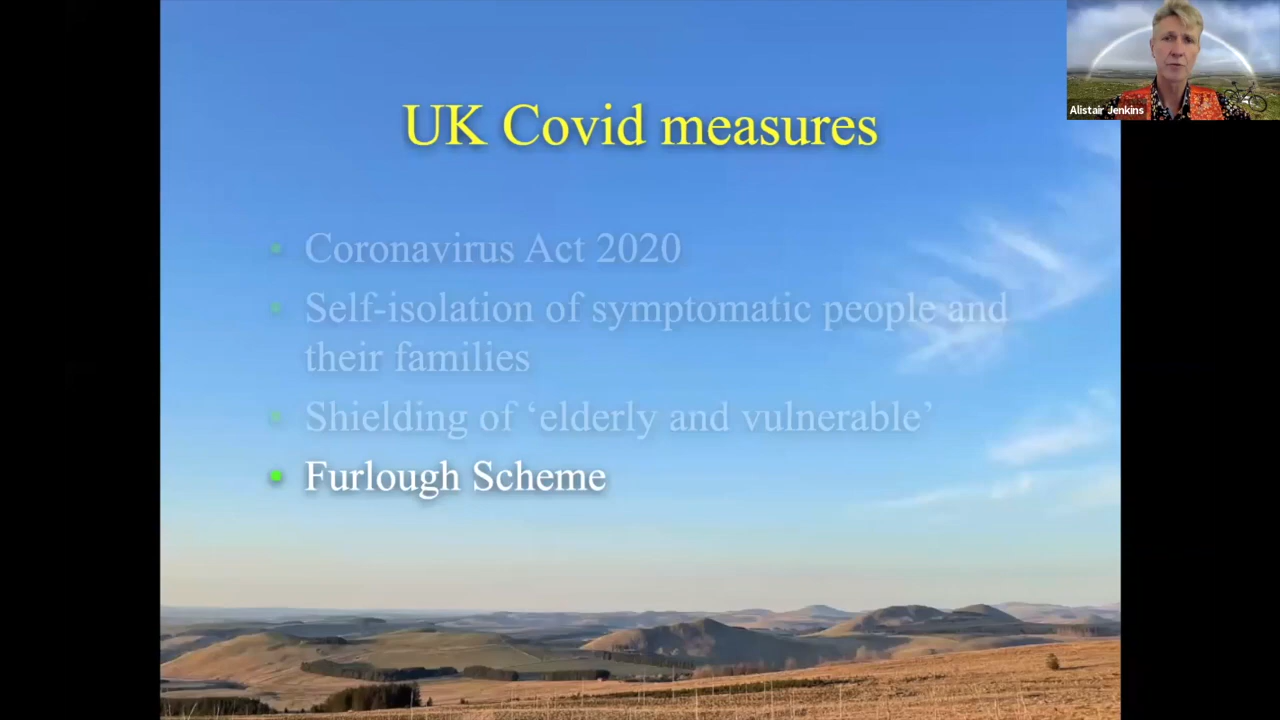 UK Covid measures
Alistair Jenkins
Coronavirus Act 2020
Self-isolation of symptomatic people and
their families
Shielding of ‘elderly and vulnerable’
Furlough Scheme